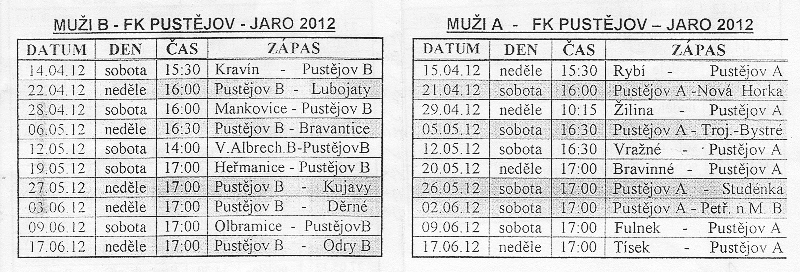 MUŽI B - FK PUSTĚJOV - JARO 2012
DATUM DEN ČAS ZÁPAS
14.04.12 sobota 15:30 Kravín - Pustějov B
22.04.12 neděle 16:00 Pustějov B - Lubojaty
28.04.12 sobota 16:00 Mankovice - Pustějov B
06.05.12 neděle 16:30 Pustějov B - Bravantice
12.05.12 sobota 14:00 V.Albrech.B-PustějovB
19.05.12 sobota 17:00 Heřmanice - Pustějov B
27.05.12 neděle 17:00 Pustějov B - Kujavy
03.06.12 neděle 17:00 Pustějov B - Děrné
09.06.12 sobota 17:00 Olbramice - PustějovB
17.06.12 neděle 17:00 Pustějov B - Odry B
MUŽI A - FK PUSTĚJOV – JARO 2012
DATUM DEN ČAS ZÁPAS
15.04.12 neděle 15:30 Rybí - Pustějov A
21.04.12 sobota 16:00 Pustějov A -Nová Horka
29.04.12 neděle 10:15 Žilina - Pustějov A
05.05.12 sobota 16:30 Pustějov A - Troj.-Bystré
12.05.12 sobota 16:30 Vražné - Pustějov A
20.05.12 neděle 17:00 Bravinné - Pustějov A
26.05.12 sobota 17:00 Pustějov A - Studénka
02.06.12 sobota 17:00 Pustějov A - Petř. n M. B
09.06.12 sobota 17:00 Fulnek - Pustějov A
17.06.12 neděle 17:00 Tísek - Pustějov A